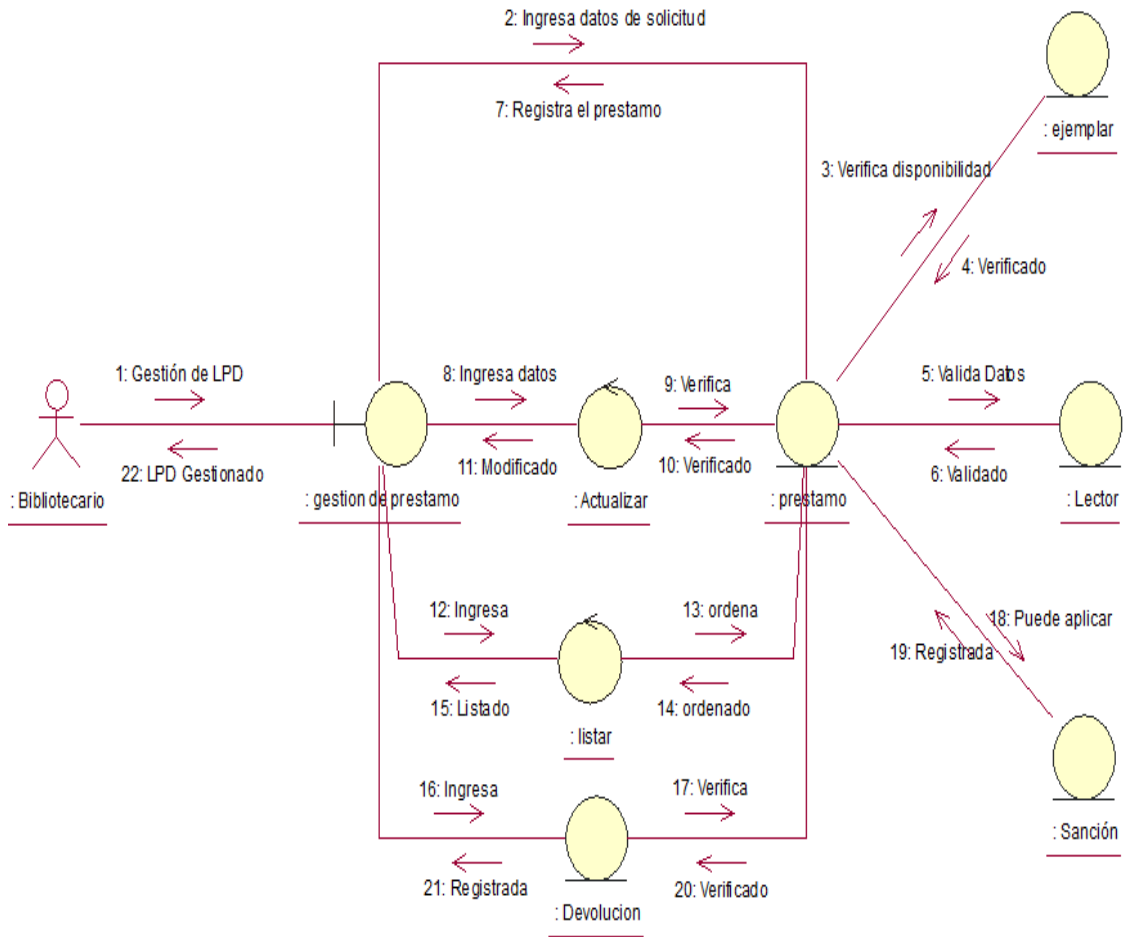 2: Ingresa datos de solicitud
7: Registra el prestamo
: ejemplar
3: Verifica disponibilidad
4: Verificado
1: Gestión de LPD
8: Ingresa datos
9: Verifica
5: Valida Datos
22: LPD Gestionado
11: Modificado
10: Verificado
6: Validado
: Bibliotecario
: gestion de prestamo
: Actualizar
: prestamo
: Lector
12: Ingresa
13: ordena
18: Puede aplicar
19: Registrada
15: Listado
14: ordenado
: listar
16: Ingresa
17: Verifica
: Sanción
21: Registrada
20: Verificado
: Devolucion